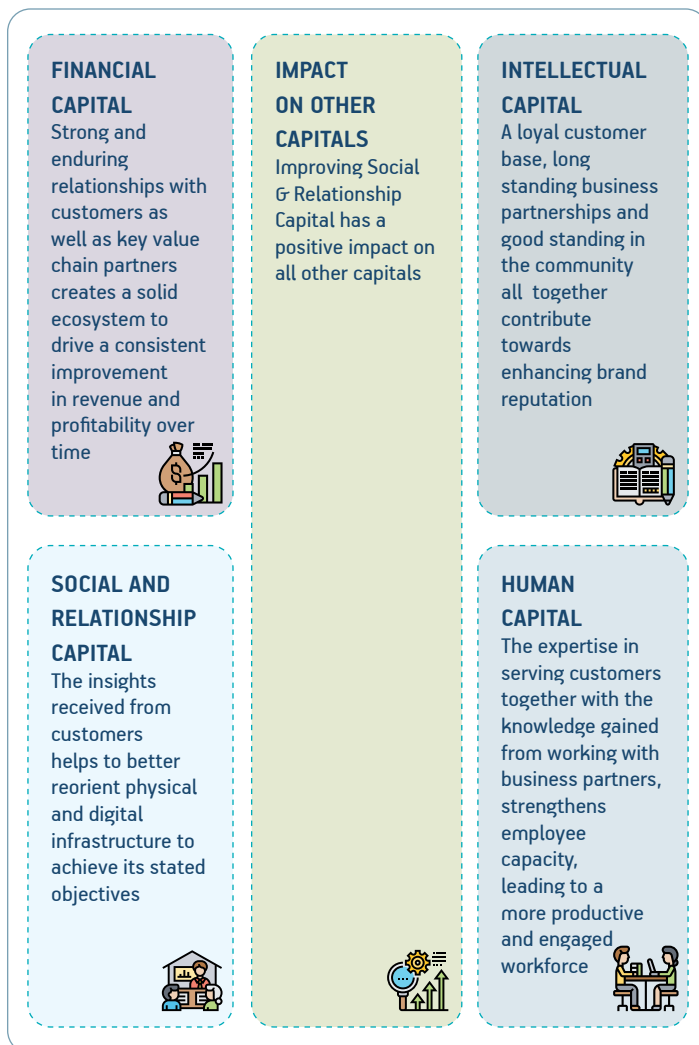 FINANCIAL
CAPITAL
Strong and
enduring
relationships with
customers as
well as key value
chain partners
creates a solid
ecosystem to
drive a consistent
improvement
in revenue and
profitability over
time
IMPACT
ON OTHER
CAPITALS
Improving Social
& Relationship
Capital has a
positive impact on
all other capitals
INTELLECTUAL
CAPITAL
A loyal customer
base, long
standing business
partnerships and
good standing in
the community
all together
contribute
towards
enhancing brand
reputation
SOCIAL AND
RELATIONSHIP
CAPITAL
The insights
received from
customers
helps to better
reorient physical
and digital
infrastructure to
achieve its stated
objectives
HUMAN
CAPITAL
The expertise in
serving customers
together with the
knowledge gained
from working with
business partners,
strengthens
employee
capacity,
leading to a
more productive
and engaged
workforce